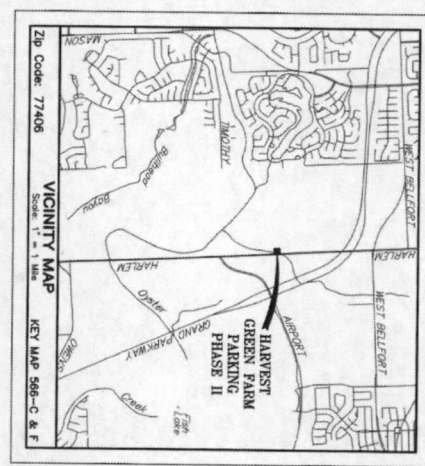 MASON
TIMOTHY
WEST BELLFORT
Bullhead
Bayou
HARLEM
HARLEM
WEST BELLFORT
Oyster
GRAND PARKWAY
AIRPORT
HARVEST
GREEN FARM
PARKING
PHASE II
OWENS
Creek
Fish
Lake
VICINITY MAP
Scale: 1" = 1 Mile
Zip Code: 77406
KEY MAP 566-C & F